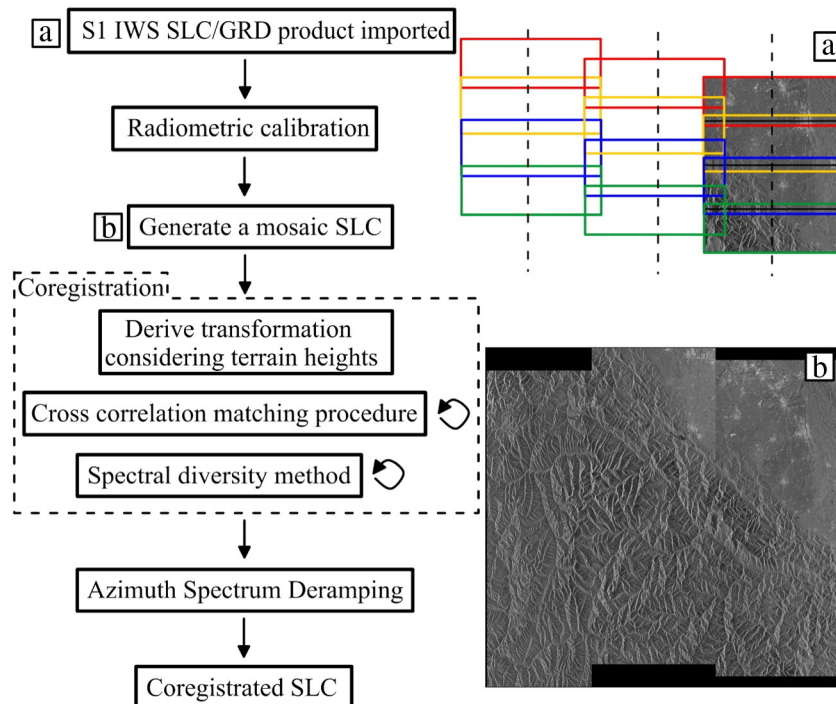 a
S1 IWS SLC/GRD product imported
Radiometric calibration
b
Generate a mosaic SLC
Coregistration
Derive transformation
considering terrain heights
Cross correlation matching procedure
Spectral diversity method
Azimuth Spectrum Deramping
Coregistrated SLC
a
b